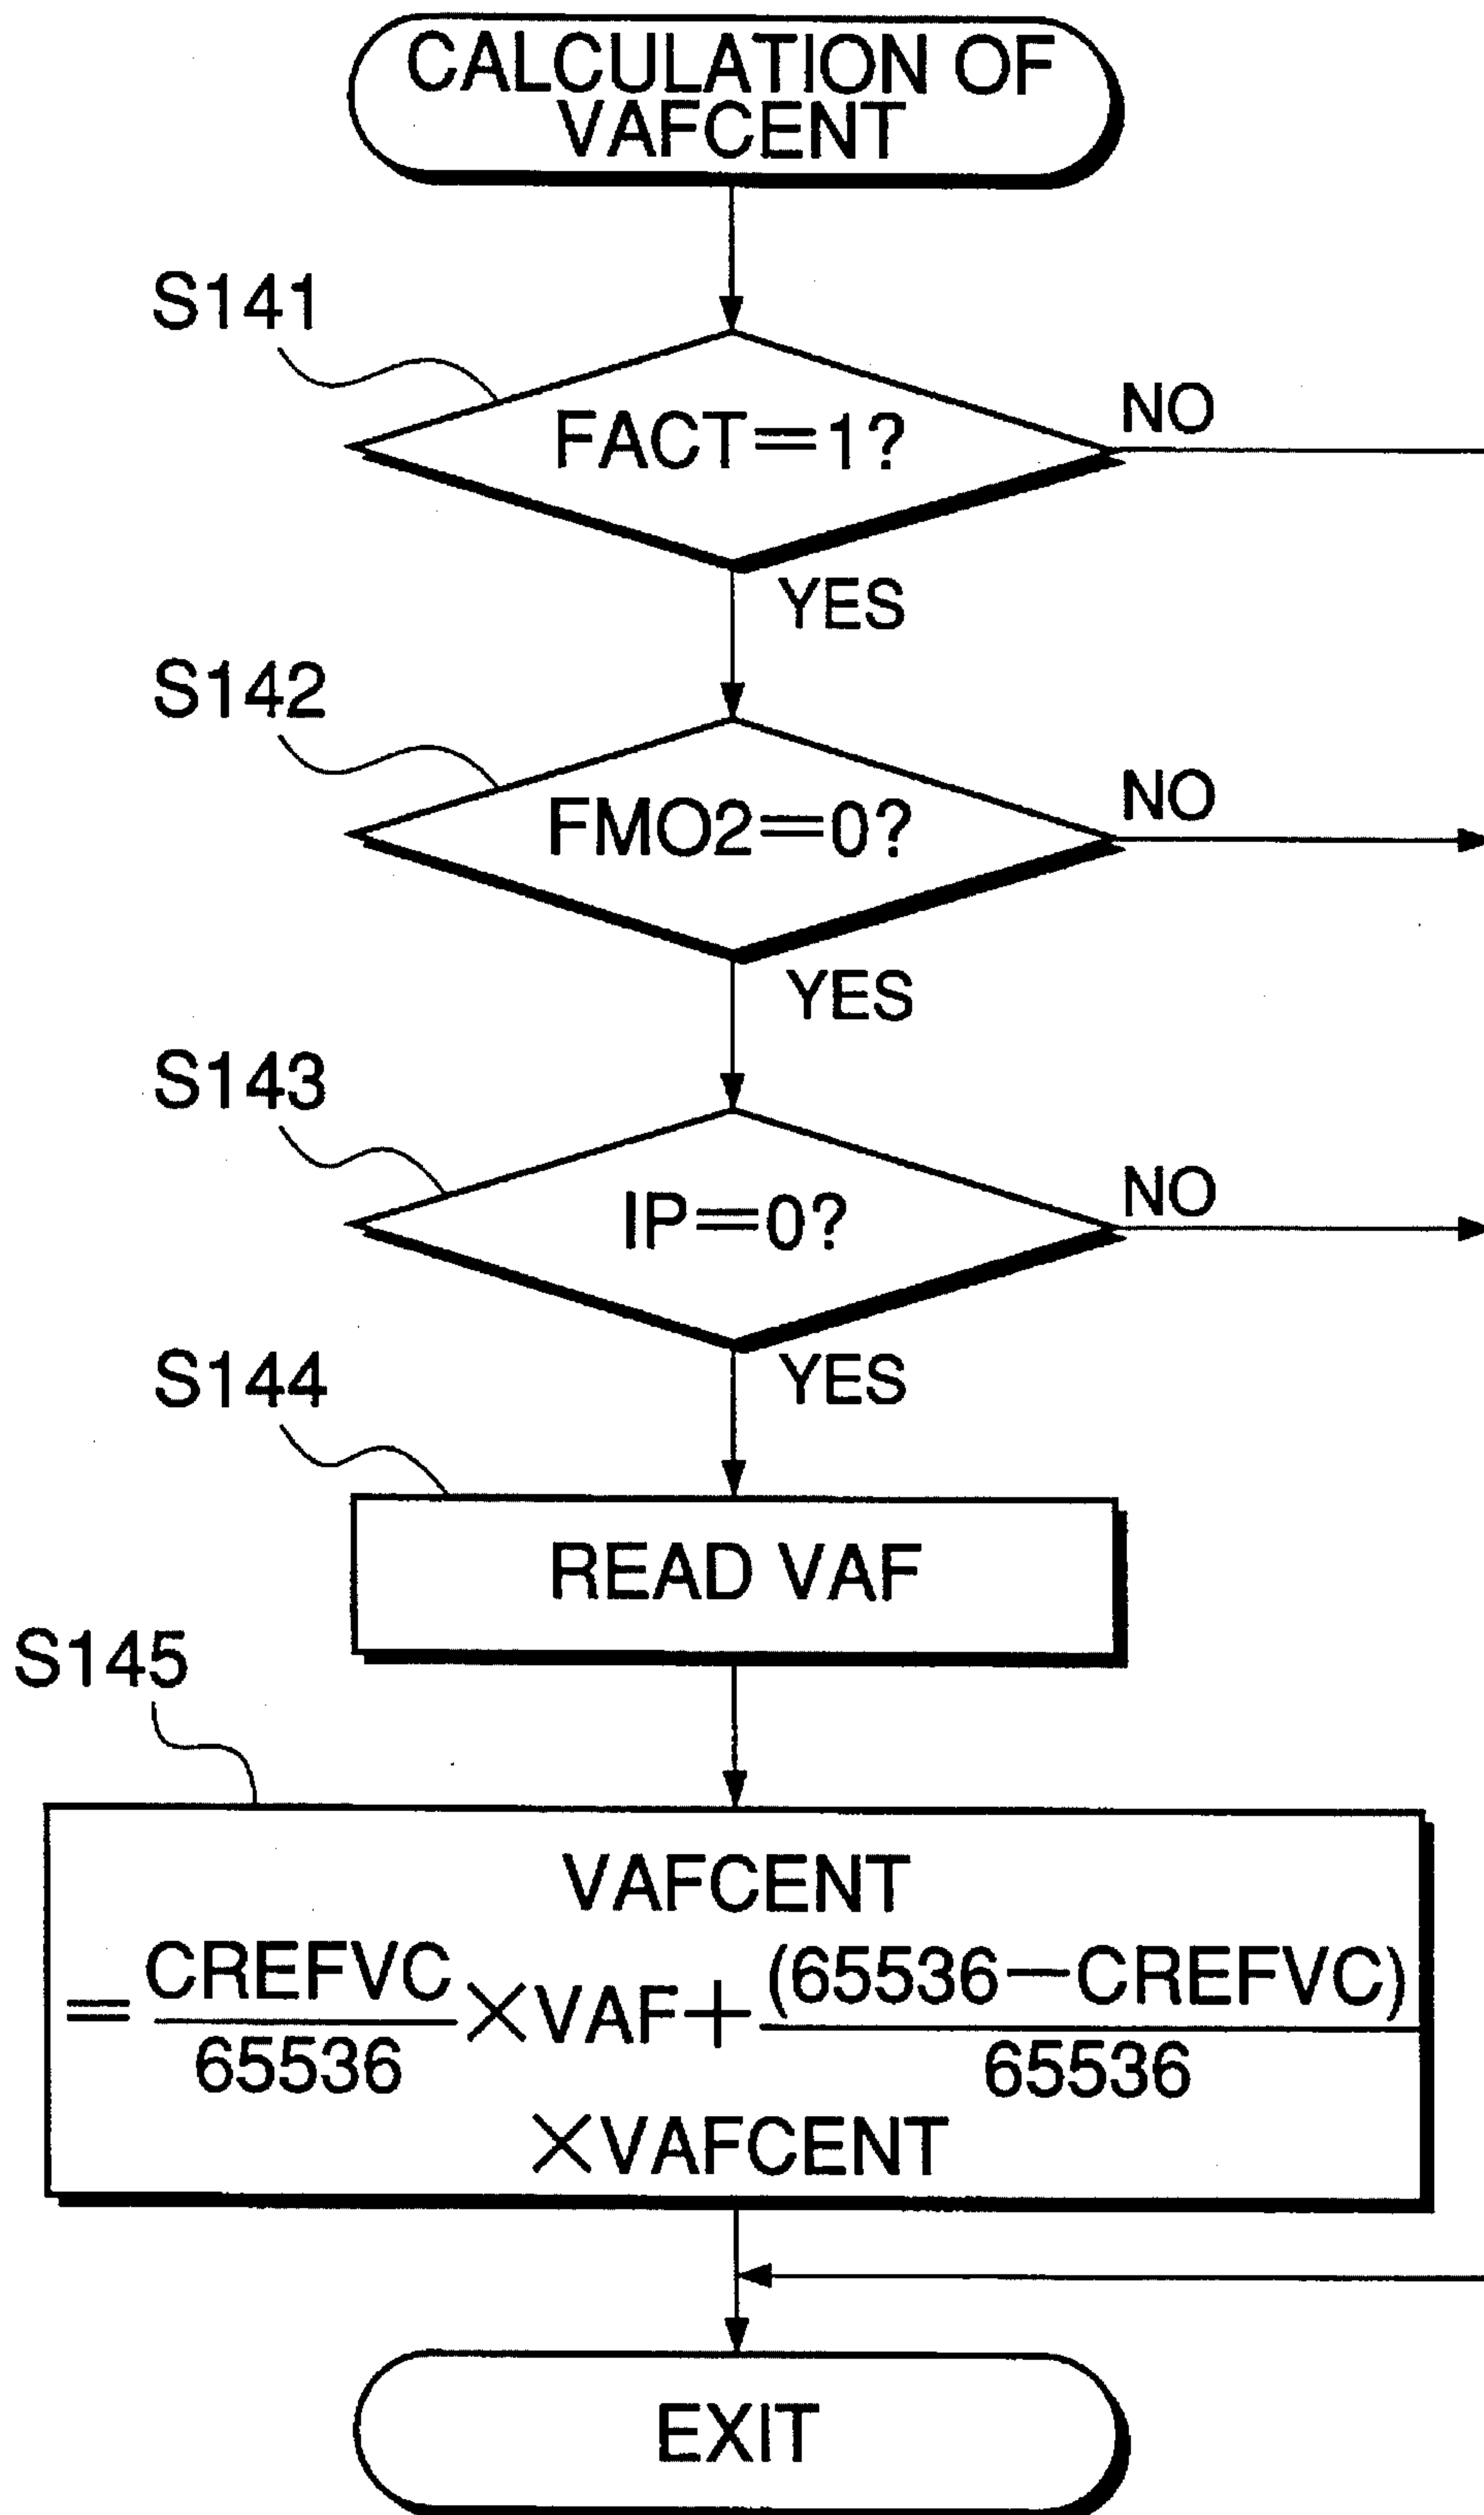 CALCULATION OF
VAFCENT
S141
FACT=1?
NO
YES
S142
FMO2=0?
NO
YES
S143
IP=0?
NO
YES
S144
READ VAF
S145
VAFCENT
= CREFVC/65536 ×VAF+ (65536−CREFVC)/65536
×VAFCENT
EXIT